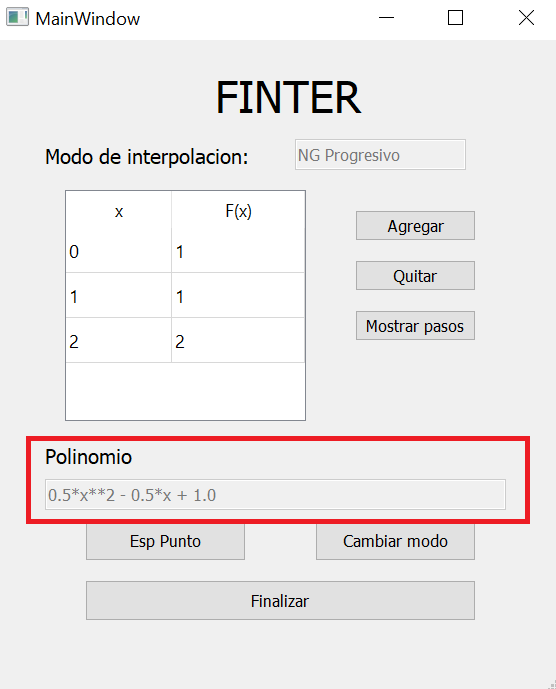 MainWindow
FINTER
Modo de interpolacion: NG Progresivo
x F(x)
0 1
1 1
2 2
Agregar
Quitar
Mostrar pasos
Polinomio
0.5*x**2 - 0.5*x + 1.0
Esp Punto Cambiar modo
Finalizar